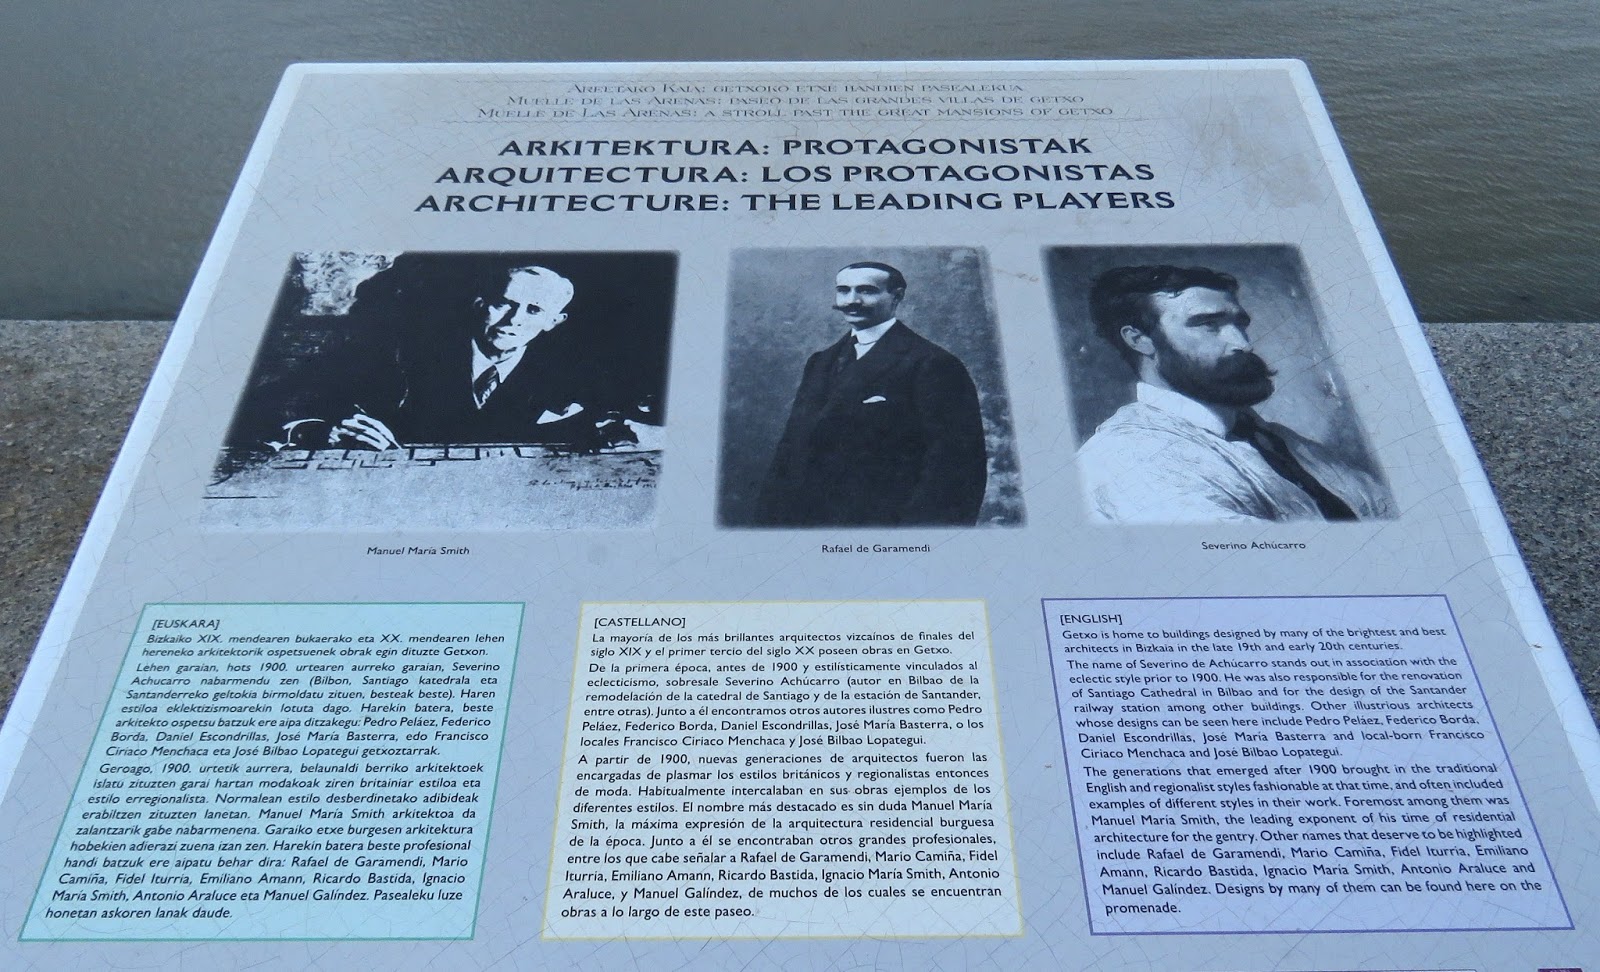 Areetako Kaia: getxoko etxe handien pasealekua
Muelle de las Arenas: paseo de las grandes villas de getxo
Muelle de Las Arenas: a stroll past the great mansions of getxo
ARKITEKTURA: PROTAGONISTAK
ARQUITECTURA: LOS PROTAGONISTAS
ARCHITECTURE: THE LEADING PLAYERS
Manuel María Smith
Rafael de Garamendi
Severino Achúcarro
[EUSKARA]
Bizkaiko XIX. mendearen bukaerako eta XX. mendearen lehen
hereneko arkitektorik ospetsuenek obrak egin dituzte Getxon.
Lehen garaian, hots 1900. urtearen aurreko garaian, Severino
Achucarro nabarmendu zen (Bilbon, Santiago katedrala eta
Santanderreko geltokia birmoldatu zituen, besteak beste). Haren
estiloa eklektizismoarekin lotuta dago. Harekin batera, beste
arkitekto ospetsu batzuk ere aipa ditzakegu: Pedro Peláez, Federico
Borda, Daniel Escondrillas, José María Basterra, edo Francisco
Ciriaco Menchaca eta José Bilbao Lopategui getxoztarrak.
Geroago, 1900. urtetik aurrera, belaunaldi berriko arkitektoek
islatu zituzten garai hartan modakoak ziren britainiar estiloa eta
estilo erregionalista. Normalean estilo desberdinetako adibideak
erabiltzen zituzten lanetan. Manuel María Smith arkitektoa da
zalantzarik gabe nabarmenena. Garaiko etxe burgesen arkitektura
hobekien adierazi zuena izan zen. Harekin batera beste profesional
handi batzuk ere aipatu behar dira: Rafael de Garamendi, Mario
Camiña, Fidel Iturría, Emiliano Amann, Ricardo Bastida, Ignacio
María Smith, Antonio Araluce eta Manuel Galíndez. Pasealeku luze
honetan askoren lanak daude.
[CASTELLANO]
La mayoría de los más brillantes arquitectos vizcaínos de finales del
siglo XIX y el primer tercio del siglo XX poseen obras en Getxo.
De la primera época, antes de 1900 y estilísticamente vinculados al
eclecticismo, sobresale Severino Achúcarro (autor en Bilbao de la
remodelación de la catedral de Santiago y de la estación de Santander,
entre otras). Junto a él encontramos otros autores ilustres como Pedro
Peláez, Federico Borda, Daniel Escondrillas, José María Basterra, o los
locales Francisco Ciriaco Menchaca y José Bilbao Lopategui.
A partir de 1900, nuevas generaciones de arquitectos fueron las
encargadas de plasmar los estilos británicos y regionalistas entonces
de moda. Habitualmente intercalaban en sus obras ejemplos de los
diferentes estilos. El nombre más destacado es sin duda Manuel María
Smith, la máxima expresión de la arquitectura residencial burguesa
de la época. Junto a él se encontraban otros grandes profesionales,
entre los que cabe señalar a Rafael de Garamendi, Mario Camiña, Fidel
Iturría, Emiliano Amann, Ricardo Bastida, Ignacio María Smith, Antonio
Araluce, y Manuel Galíndez, de muchos de los cuales se encuentran
obras a lo largo de este paseo.
[ENGLISH]
Getxo is home to buildings designed by many of the brightest and best
architects in Bizkaia in the late 19th and early 20th centuries.
The name of Severino de Achúcarro stands out in association with the
eclectic style prior to 1900. He was also responsible for the renovation
of Santiago Cathedral in Bilbao and for the design of the Santander
railway station among other buildings. Other illustrious architects
whose designs can be seen here include Pedro Peláez, Federico Borda,
Daniel Escondrillas, José María Basterra and local-born Francisco
Ciriaco Menchaca and José Bilbao Lopategui.
The generations that emerged after 1900 brought in the traditional
English and regionalist styles fashionable at that time, and often included
examples of different styles in their work. Foremost among them was
Manuel María Smith, the leading exponent of his time of residential
architecture for the gentry. Other names that deserve to be highlighted
include Rafael de Garamendi, Mario Camiña, Fidel Iturria, Emiliano
Amann, Ricardo Bastida, Ignacio María Smith, Antonio Araluce and
Manuel Galíndez. Designs by many of them can be found here on the
promenade.